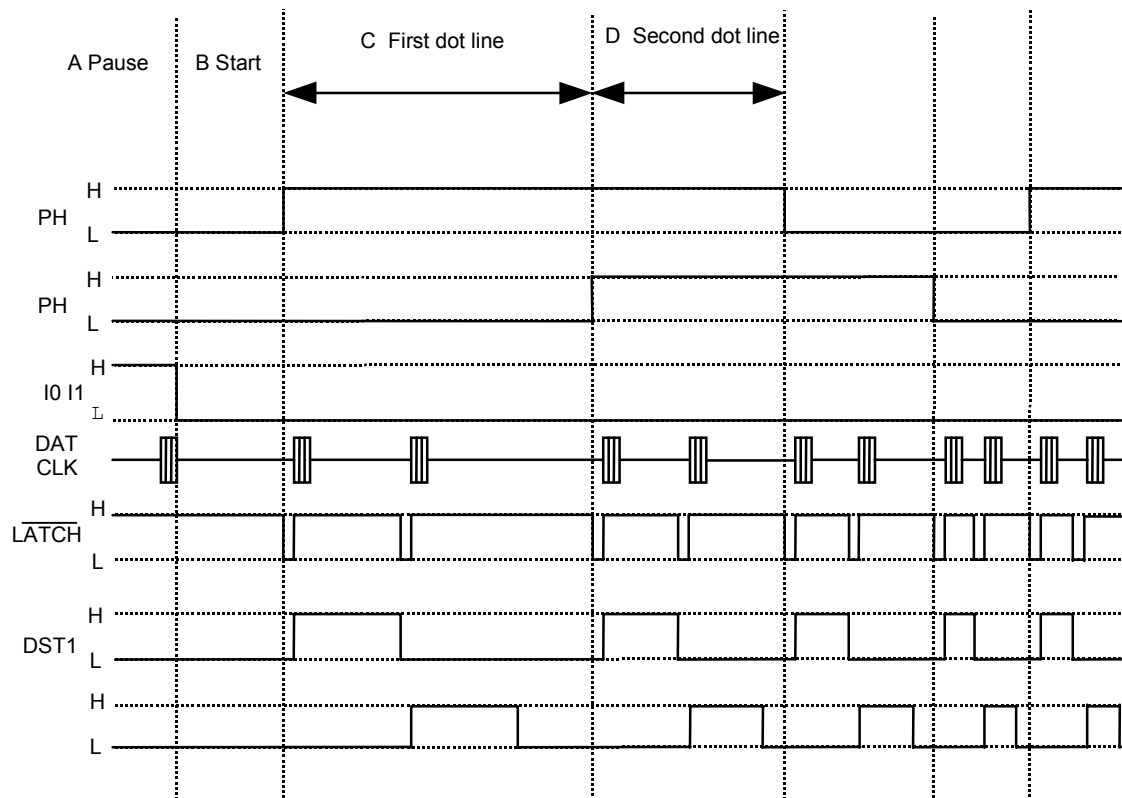 C First dot line
D Second dot line
A Pause
B Start
H
PH
L
H
PH
L
H
I0 I1
L
DAT
CLK
H
LATCH
L
H
DST1
L
H
L